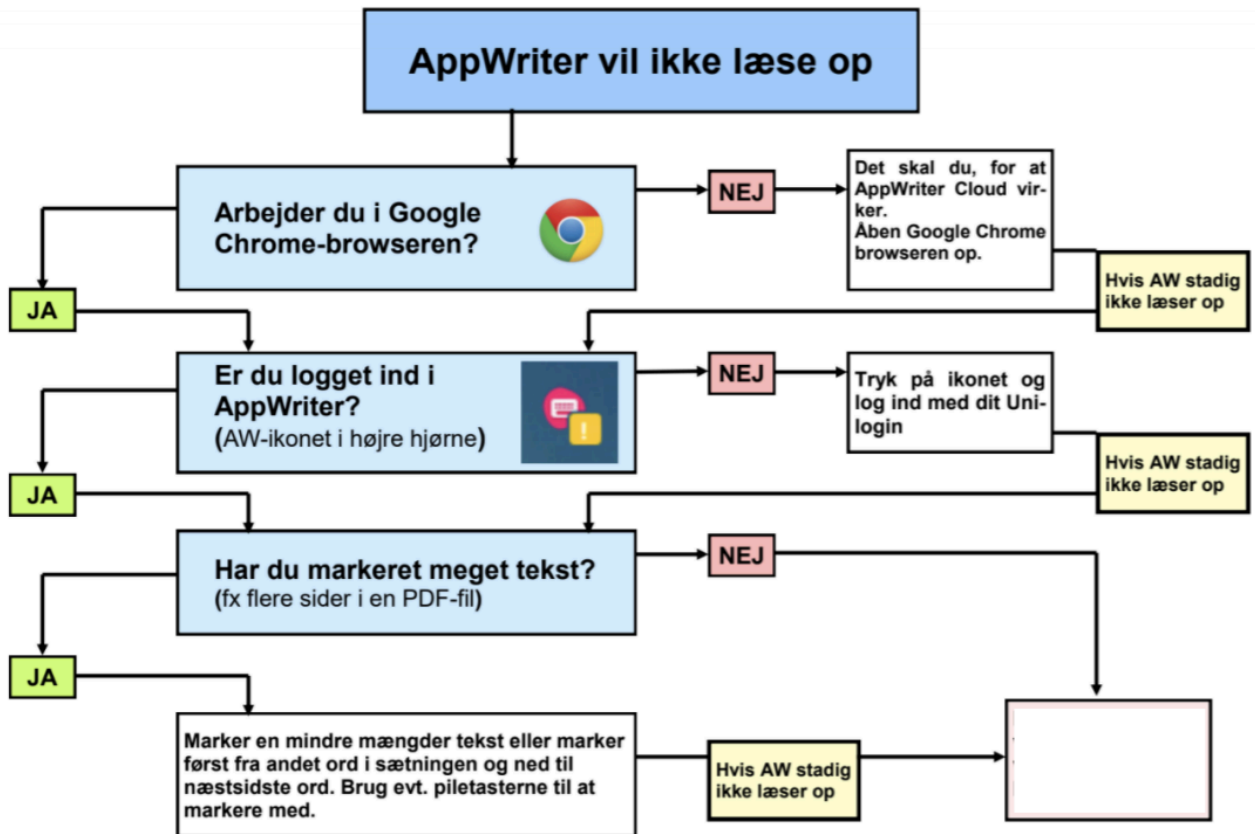 AppWriter vil ikke læse op
Arbejder du i Google
Chrome-browseren?
NEJ
Det skal du, for at
AppWriter Cloud vir-
ker.
Åben Google Chrome
browseren op.
Hvis AW stadig
ikke læser op
JA
Er du logget ind i
AppWriter?
(AW-ikonet i højre hjørne)
NEJ
Tryk på ikonet og
log ind med dit Uni-
login
Hvis AW stadig
ikke læser op
JA
Har du markeret meget tekst?
(fx flere sider i en PDF-fil)
NEJ
JA
Marker en mindre mængder tekst eller marker
først fra andet ord i sætningen og ned til
næstsidste ord. Brug evt. piletasterne til at
markere med.
Hvis AW stadig
ikke læser op